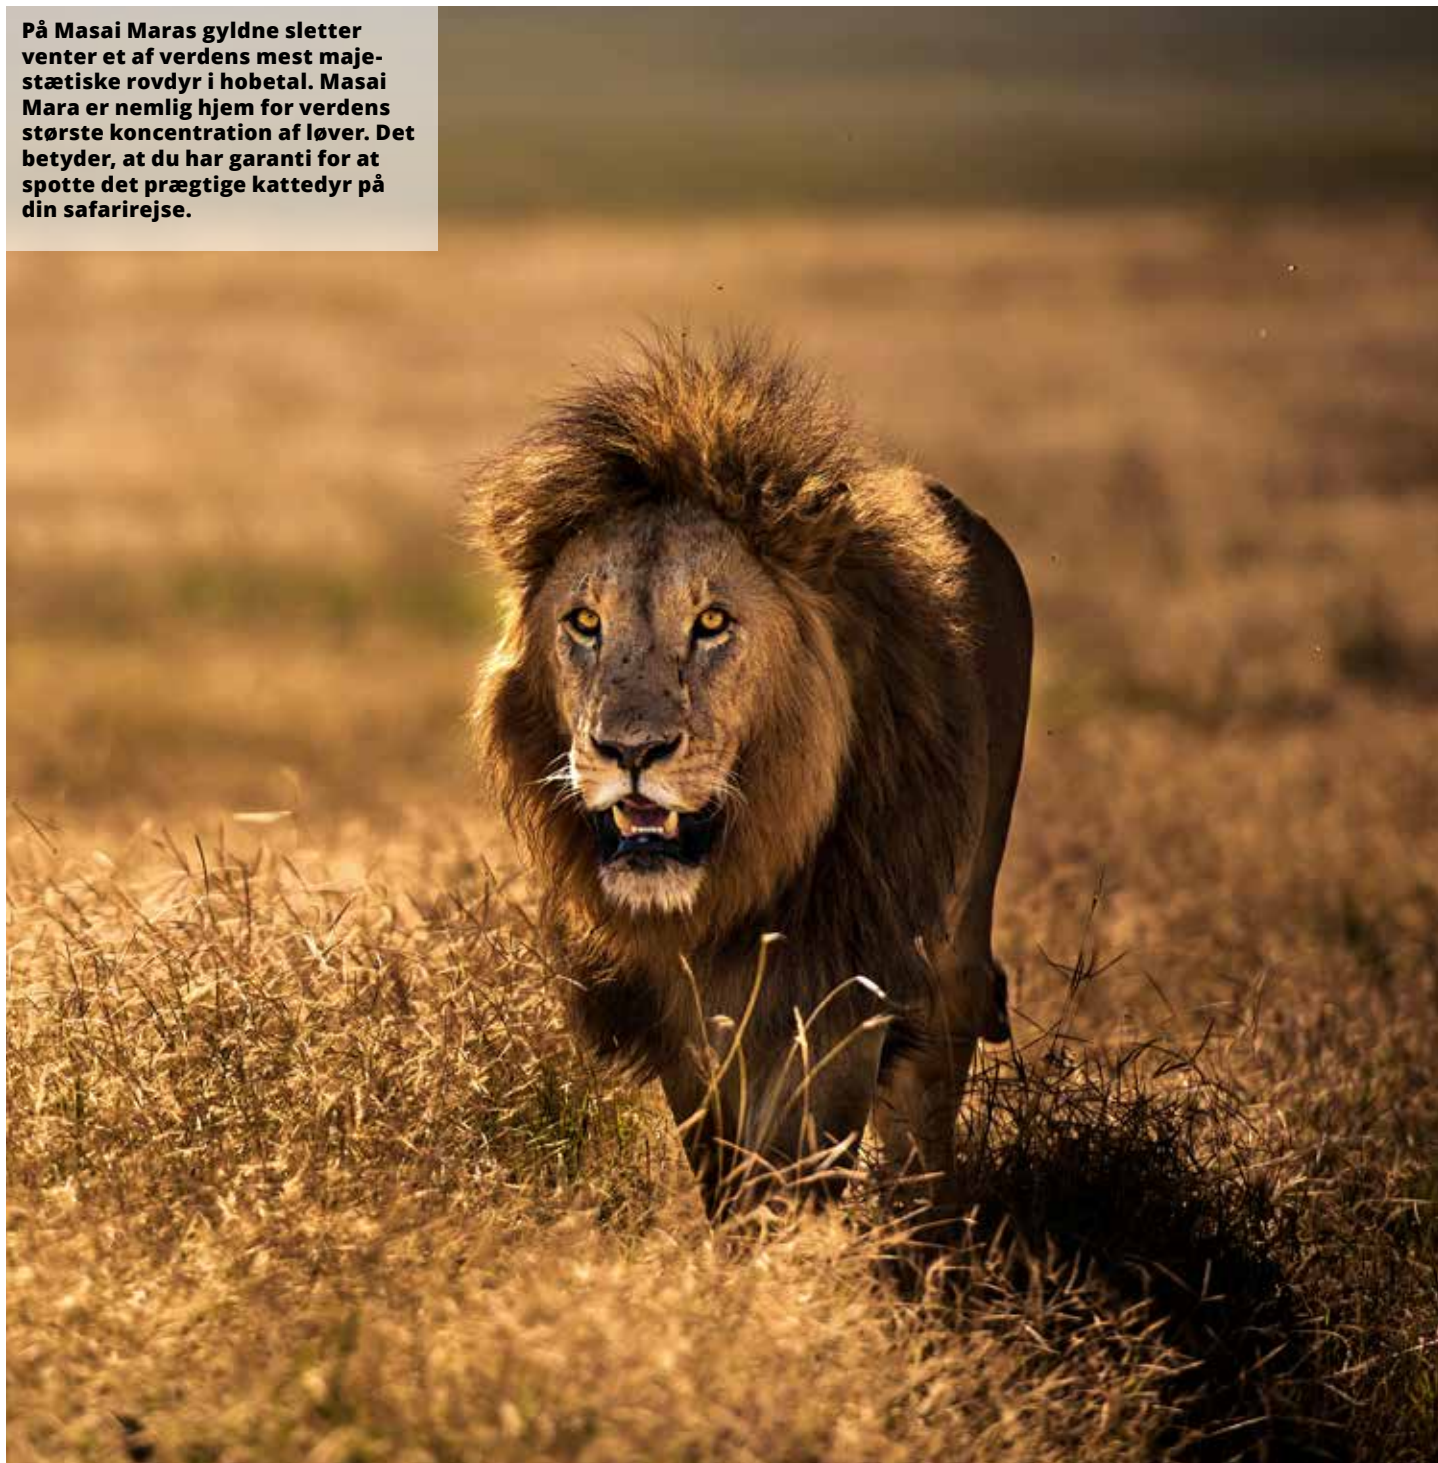 På Masai Maras gyldne sletter
venter et af verdens mest maje-
stætiske rovdyr i hobetal. Masai
Mara er nemlig hjem for verdens
største koncentration af løver. Det
betyder, at du har garanti for at
spotte det prægtige kattedyr på
din safarirejse.